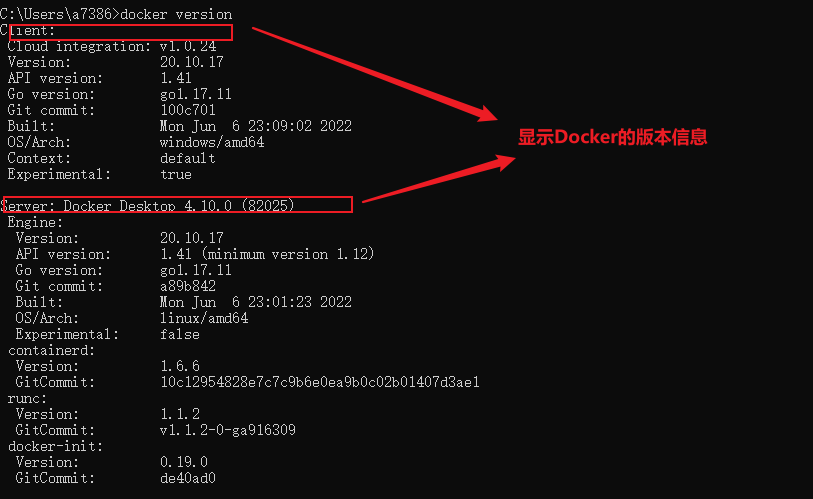 C:\Users\a7386>docker version
Client:
Cloud integration: v1.0.24
Version: 20.10.17
API version: 1.41
Go version: go1.17.11
Git commit: 100c701
Built: Mon Jun 6 23:09:02 2022
OS/Arch: windows/amd64
Context: default
Experimental: true
显示Docker的版本信息
Server: Docker Desktop 4.10.0 (82025)
Engine:
Version: 20.10.17
API version: 1.41 (minimum version 1.12)
Go version: go1.17.11
Git commit: a89b842
Built: Mon Jun 6 23:01:23 2022
OS/Arch: linux/amd64
Experimental: false
containerd:
Version: 1.6.6
GitCommit: 10c12954828e7c7c9b6e0ea9b0c02b01407d3ae1
runc:
Version: 1.1.2
GitCommit: v1.1.2-0-ga916309
docker-init:
Version: 0.19.0
GitCommit: de40ad0